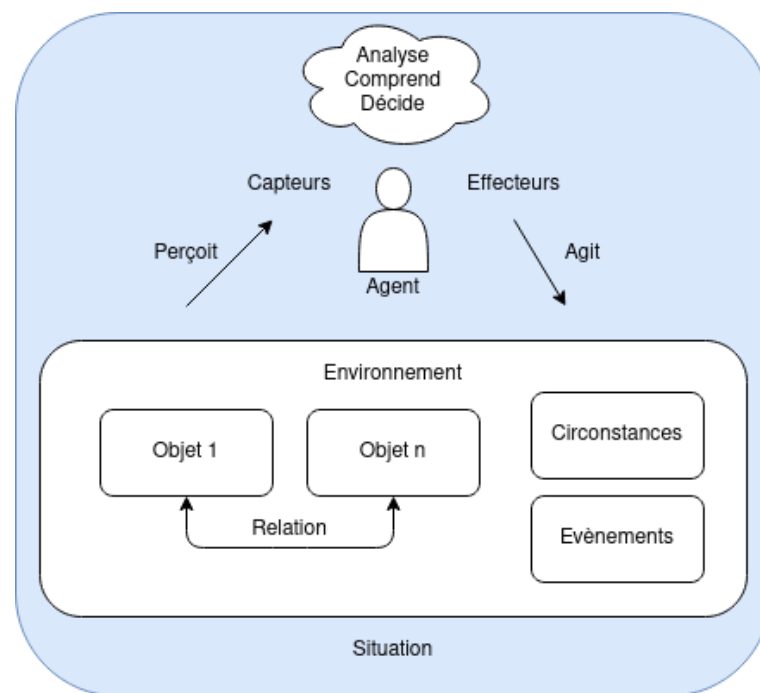 Analyse
Comprend
Décide
Capteurs
Effecteurs
Perçoit
Agit
Agent
Environnement
Objet 1
Objet n
Circonstances
Relation
Evènements
Situation